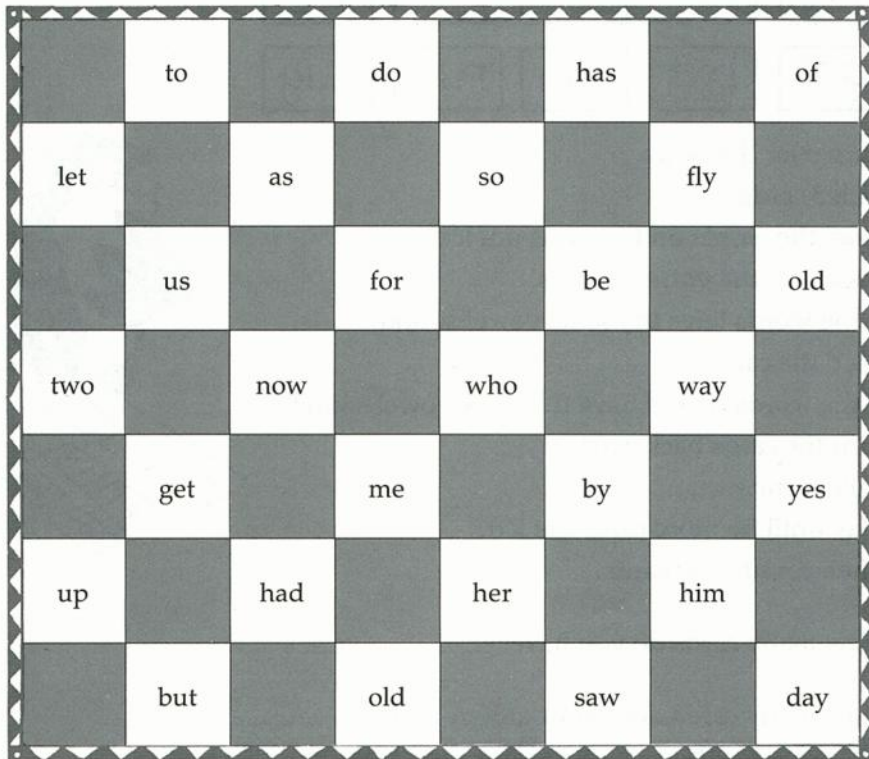 to do has of
let as so fly
us for be old
two now who way
get me by yes
up had her him
but old saw day